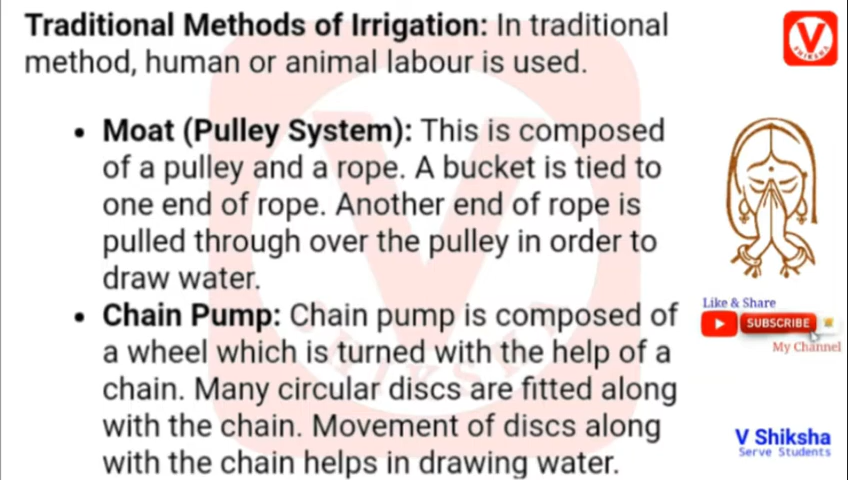 Traditional Methods of Irrigation: In traditional
method, human or animal labour is used.
• Moat (Pulley System): This is composed
of a pulley and a rope. A bucket is tied to
one end of rope. Another end of rope is
pulled through over the pulley in order to
draw water.
• Chain Pump: Chain pump is composed of
a wheel which is turned with the help of a
chain. Many circular discs are fitted along
with the chain. Movement of discs along
with the chain helps in drawing water.
V
SHIKSHA
Like & Share
SUBSCRIBE
My Channel
V Shiksha
Serve Students
V
SHIKSHA